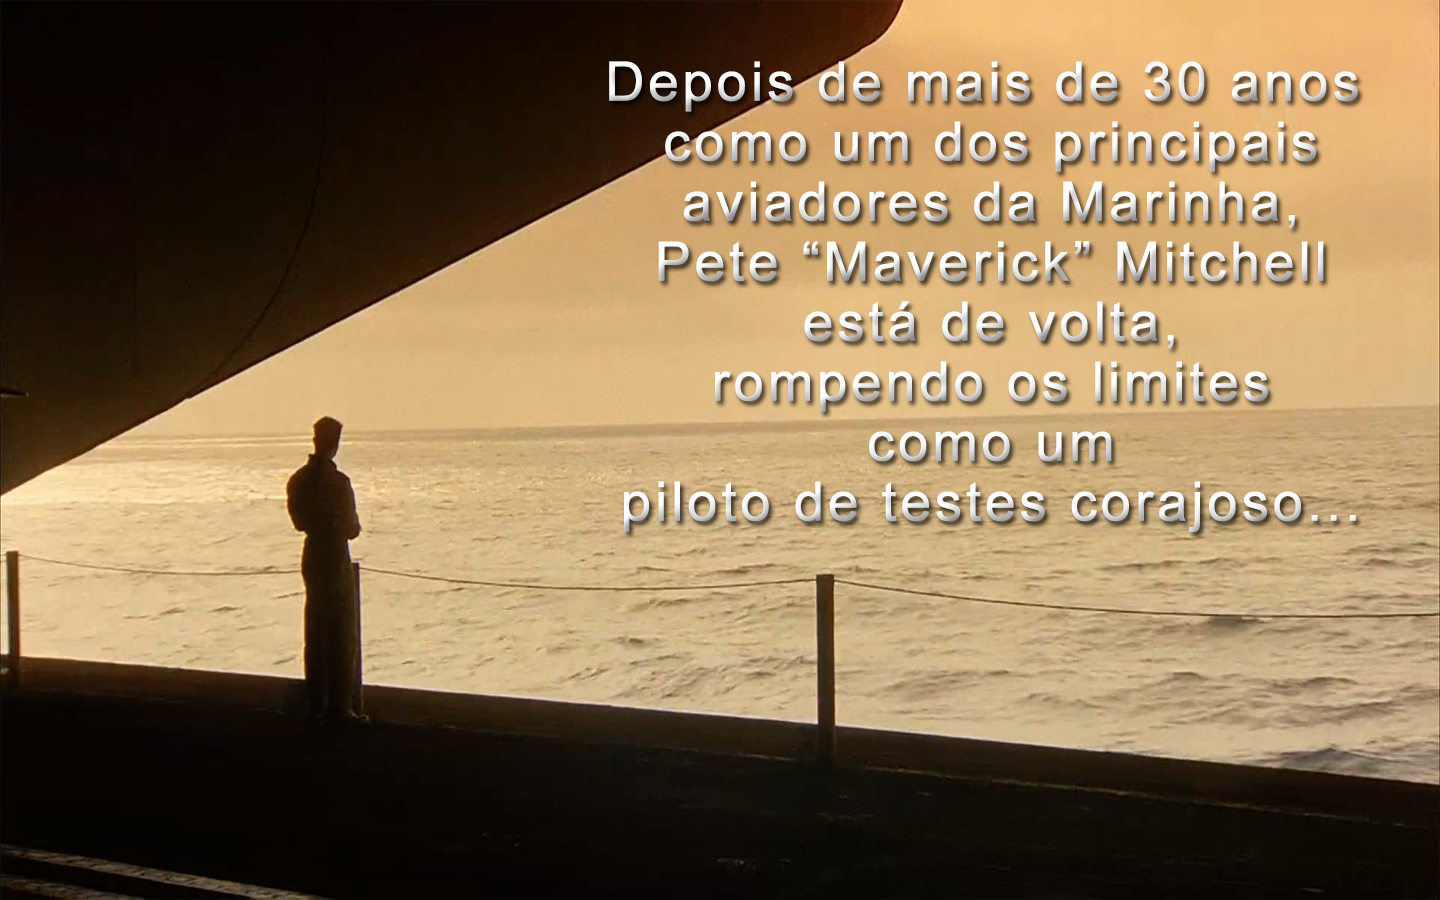 Depois de mais de 30 anos
como um dos principais
aviadores da Marinha,
Pete “Maverick” Mitchell
está de volta,
rompendo os limites
como um
piloto de testes corajoso...